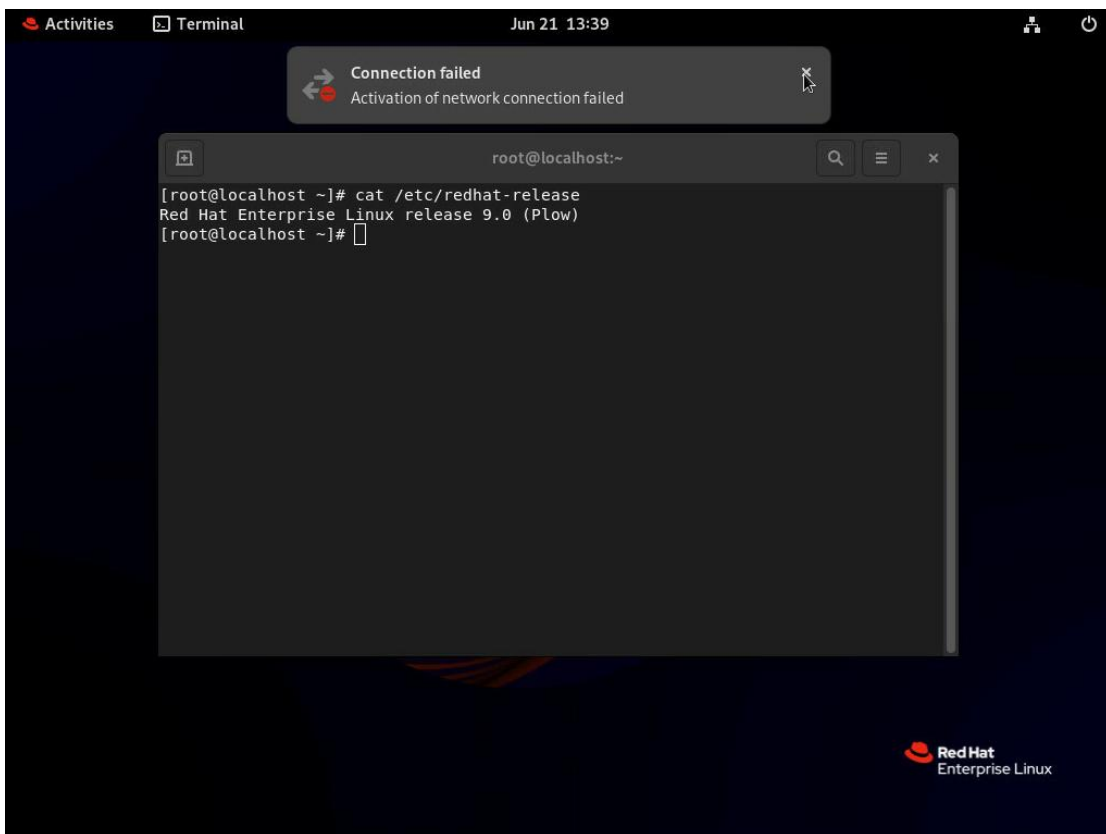 Activities Terminal Jun 21 13:39
Connection failed
Activation of network connection failed
root@localhost:~
[root@localhost ~]# cat /etc/redhat-release
Red Hat Enterprise Linux release 9.0 (Plow)
[root@localhost ~]#
Red Hat
Enterprise Linux